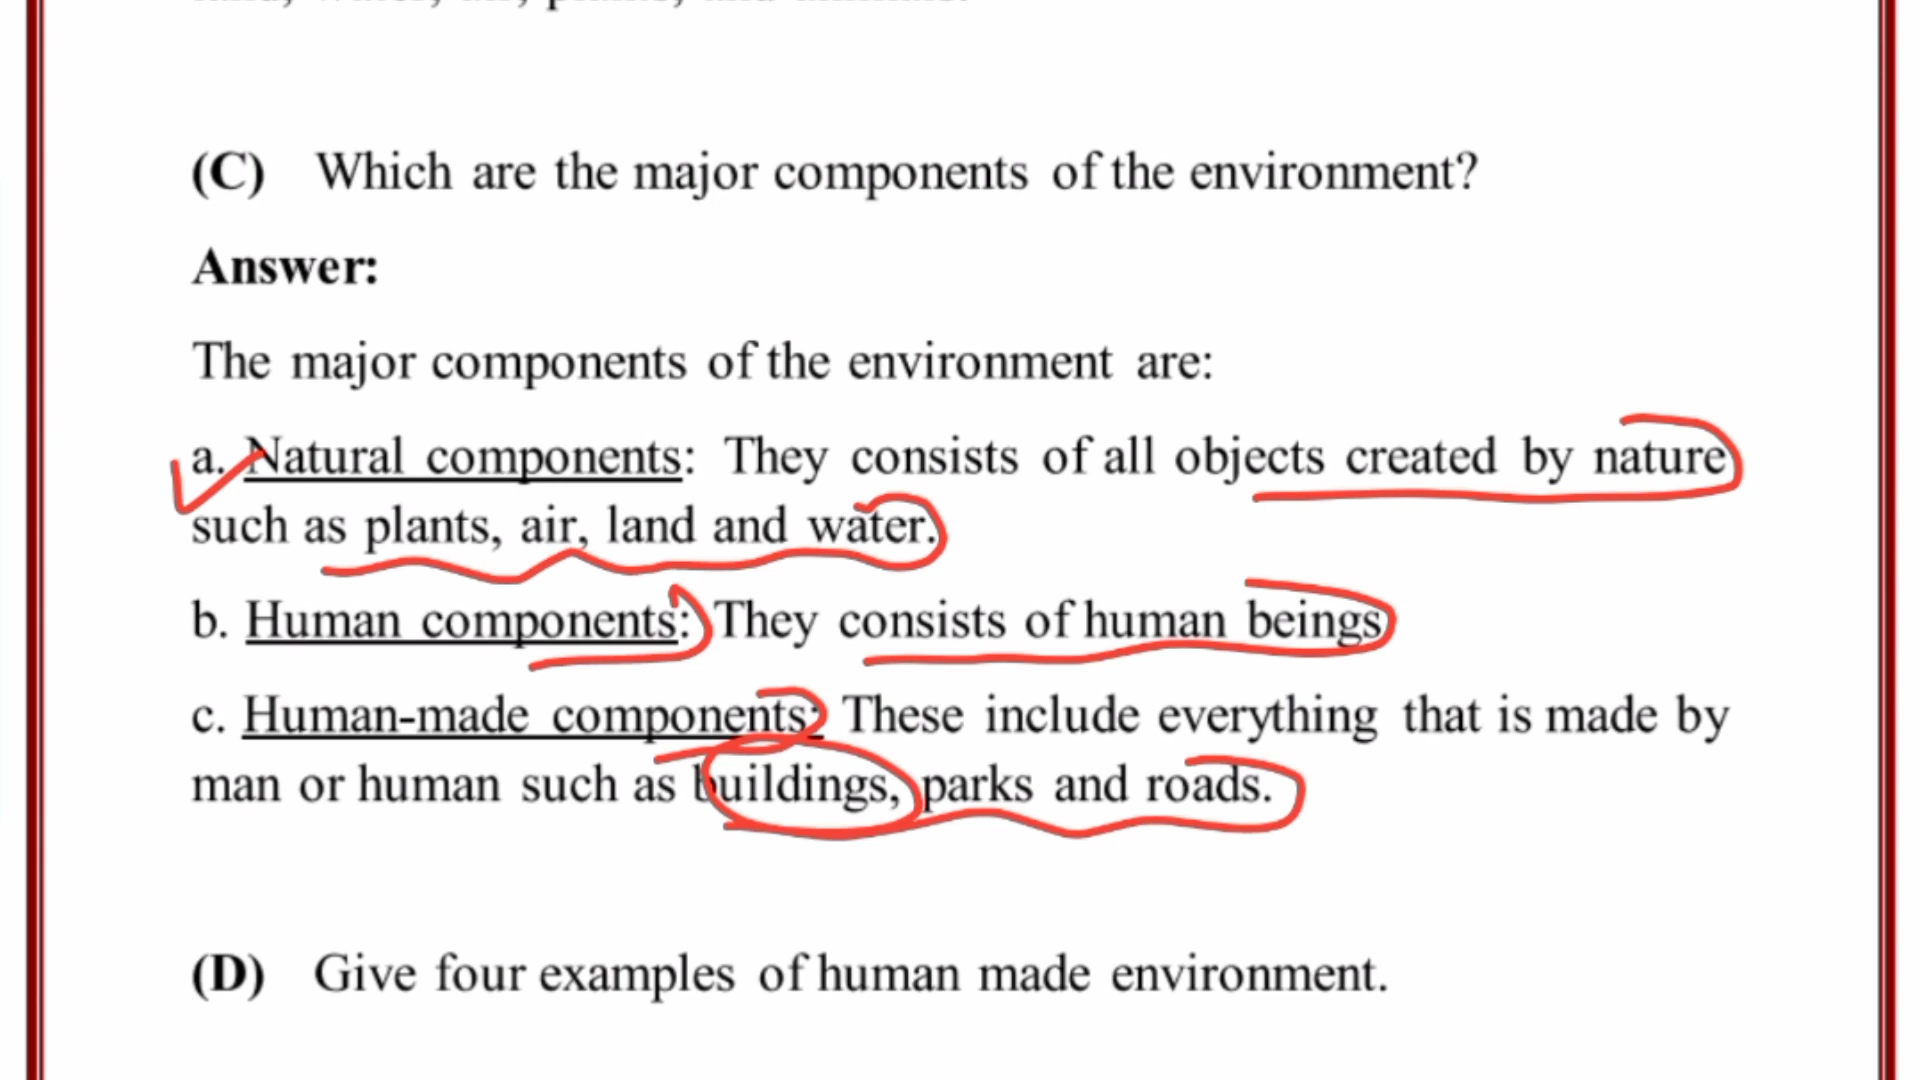 (C) Which are the major components of the environment?
Answer:
The major components of the environment are:
a. Natural components: They consists of all objects created by nature
such as plants, air, land and water.
b. Human components: They consists of human beings
c. Human-made components: These include everything that is made by
man or human such as buildings, parks and roads.
(D) Give four examples of human made environment.